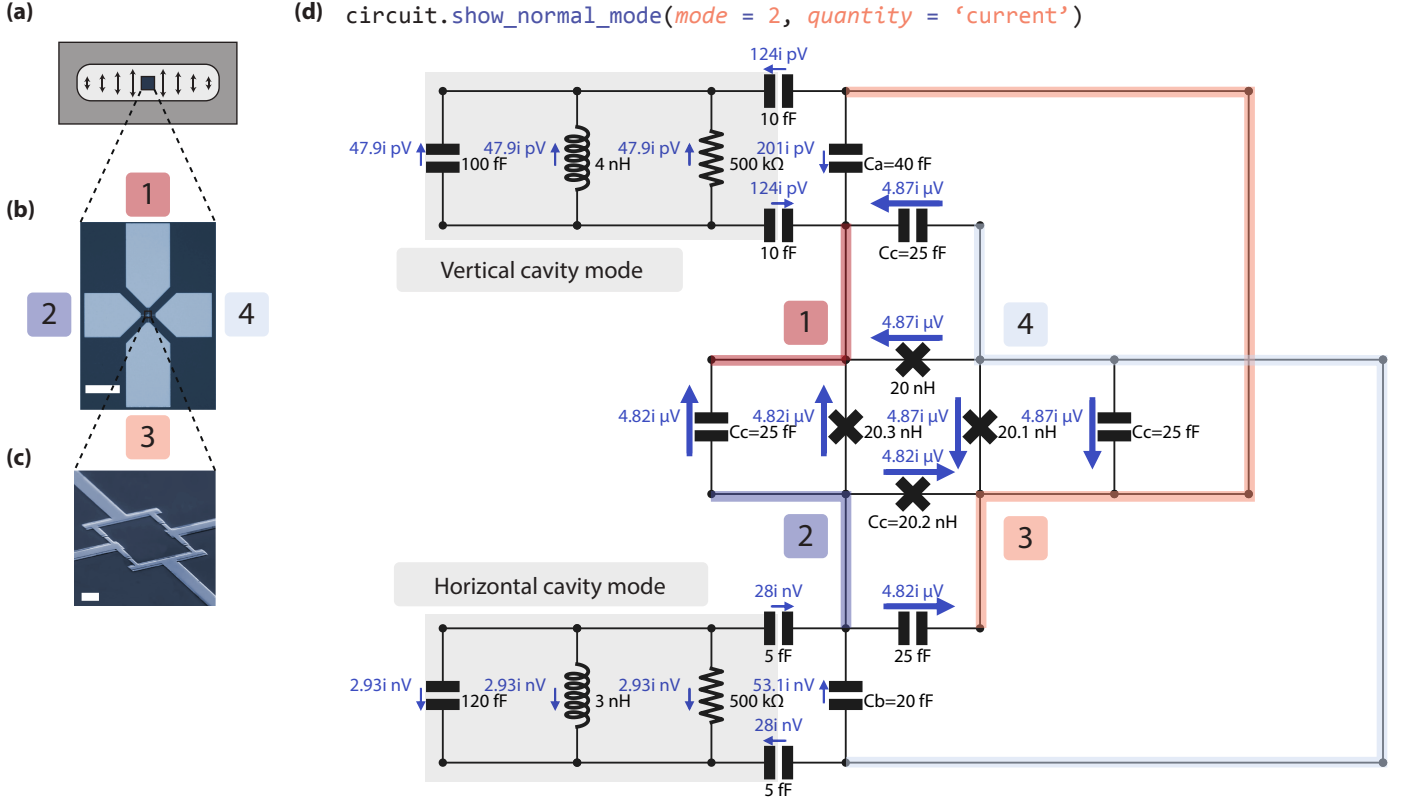 (a)
(d) circuit.show_normal_mode(mode = 2, quantity = ‘current’)
124i pV
10 fF
47.9i pV
100 fF
47.9i pV
4 nH
47.9i pV
500 kΩ
201i pV
Ca=40 fF
124i pV
4.87i µV
10 fF
Cc=25 fF
Vertical cavity mode
1
(b)
2
4
3
(c)
1
4.87i µV
4
20 nH
4.82i µV
Cc=25 fF
4.82i µV
20.3 nH
4.87i µV
20.1 nH
4.87i µV
Cc=25 fF
4.82i µV
Cc=20.2 nH
2
3
Horizontal cavity mode
28i nV
4.82i µV
5 fF
25 fF
2.93i nV
120 fF
2.93i nV
3 nH
2.93i nV
500 kΩ
53.1i nV
Cb=20 fF
28i nV
5 fF